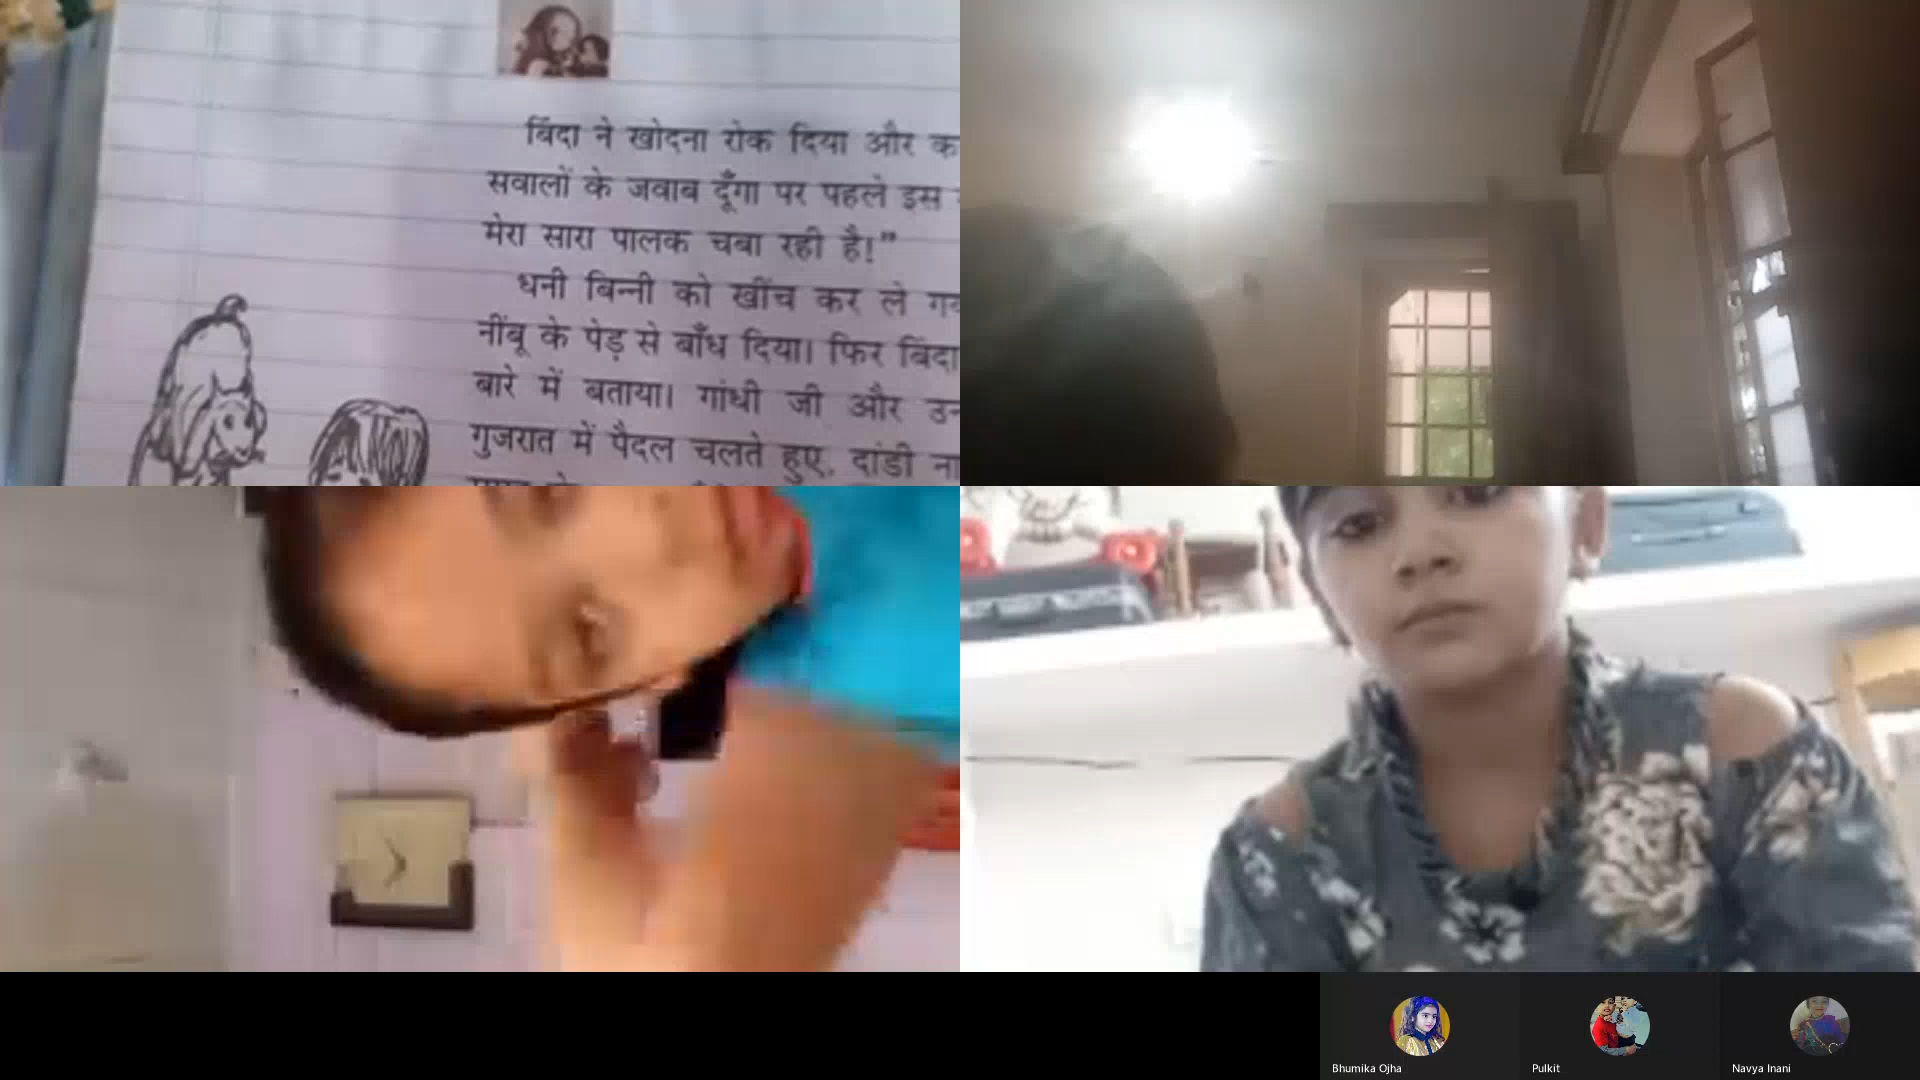 बिंदा ने खोदना रोक दिया और
सवालों के जवाब दूँगा पर पहले इस
मेरा सारा पालक चबा रही है!”
धनी बिन्नी को खींच कर ले
नींबू के पेड़ से बाँध दिया। फिर बिंदा
बारे में बताया। गांधी जी और
गुजरात में पैदल चलते हुए, दांडी
Bhumika Ojha
Pulkit
Navya Inani